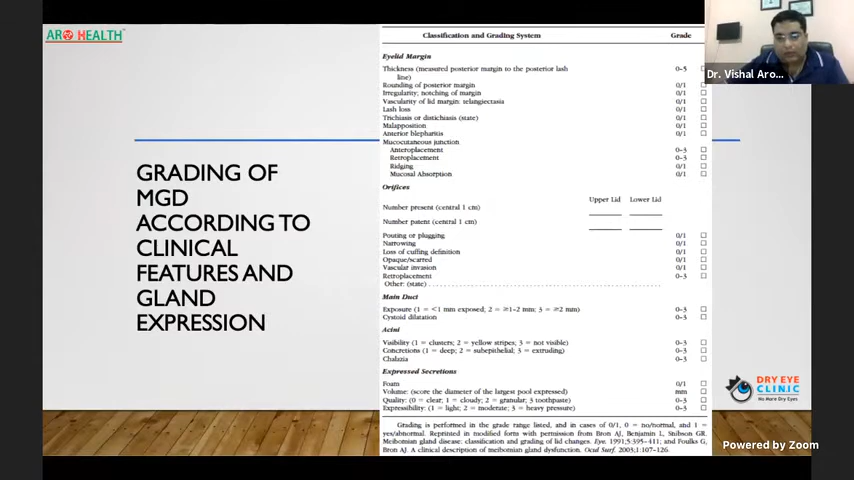 ARO HEALTH
Classification and Grading System Grade
Eyelid Margin
Thickness (measured posterior margin to the posterior lash line) 0–5
Rounding of posterior margin 0/1
Irregularity; notching of margin 0/1
Vascularity of lid margin: telangiectasia 0/1
Lash loss 0/1
Trichiasis or distichiasis (state) 0/1
Malapposition 0/1
Anterior blepharitis 0/1
Mucocutaneous junction
Anteroplacement 0–3
Retroplacement 0–3
Ridging 0/1
Mucosal Absorption 0/1
Orifices
Upper Lid Lower Lid
Number present (central 1 cm)
Number patent (central 1 cm)
Pouting or plugging 0/1
Narrowing 0/1
Loss of cuffing definition 0/1
Opaque/scarred 0/1
Vascular invasion 0/1
Retroplacement 0–3
Other: (state)
Main Duct
Exposure (1 = <1 mm exposed; 2 = ≥1–2 mm; 3 = ≥2 mm) 0–3
Cystoid dilatation 0–3
Acini
Visibility (1 = clusters; 2 = yellow stripes; 3 = not visible) 0–3
Concretions (1 = deep; 2 = subepithelial; 3 = extruding) 0–3
Chalazia 0–3
Expressed Secretions
Foam 0/1
Volume: (score the diameter of the largest pool expressed) mm
Quality: (0 = clear; 1 = cloudy; 2 = granular; 3 toothpaste) 0–3
Expressibility: (1 = light; 2 = moderate; 3 = heavy pressure) 0–3
Grading is performed in the grade range listed, and in cases of 0/1, 0 = no/normal, and 1 =
yes/abnormal. Reprinted in modified form with permission from Bron AJ, Benjamin L, Snibson GR.
Meibomian gland disease: classification and grading of lid changes. Eye. 1991;5:395–411; and Foulks G,
Bron AJ. A clinical description of meibomian gland dysfunction. Ocul Surf. 2003;1:107–126.
GRADING OF
MGD
ACCORDING TO
CLINICAL
FEATURES AND
GLAND
EXPRESSION
Dr. Vishal Aro...
DRY EYE
CLINIC
No More Dry Eyes
Powered by Zoom